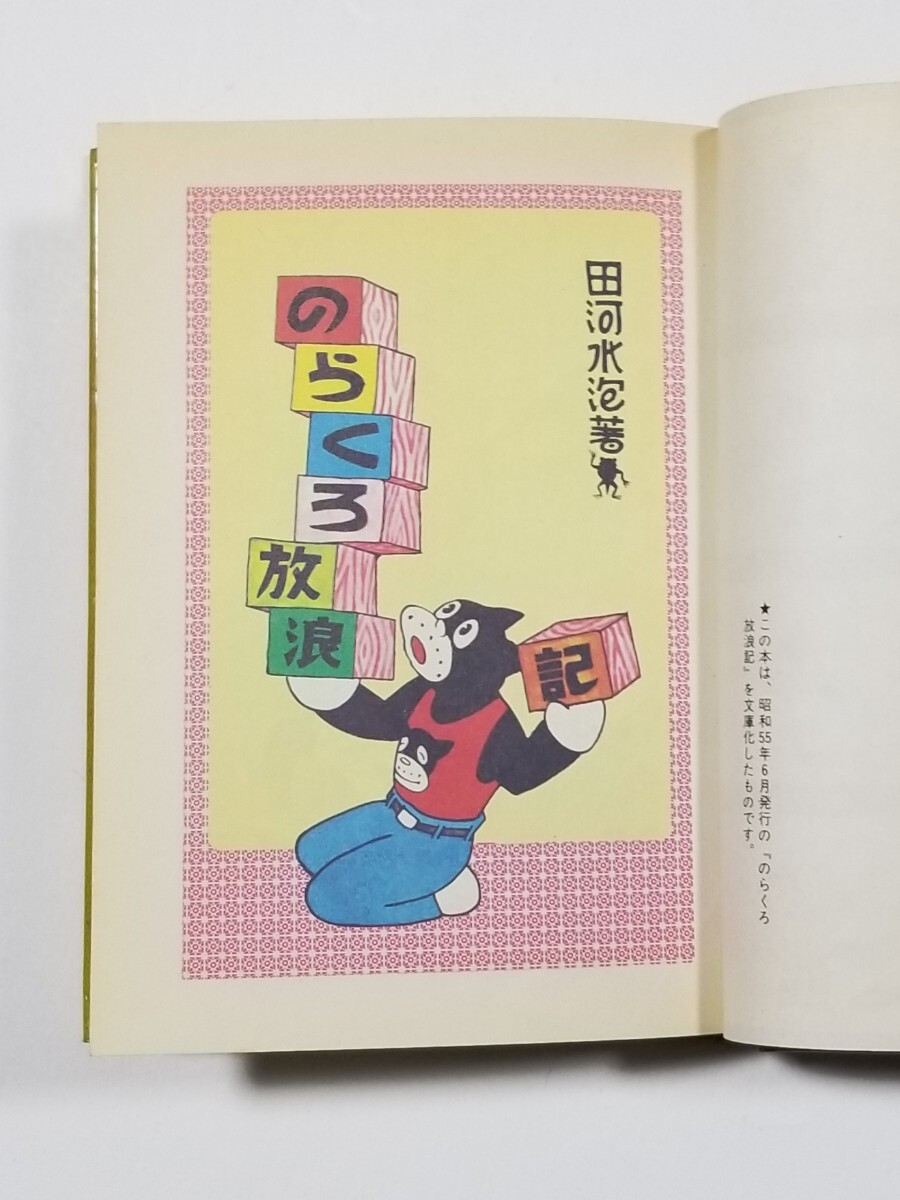 田河水泡著
のらくろ放浪記
★この本は、昭和55年6月発行の『のらくろ
放浪記』を文庫化したものです。